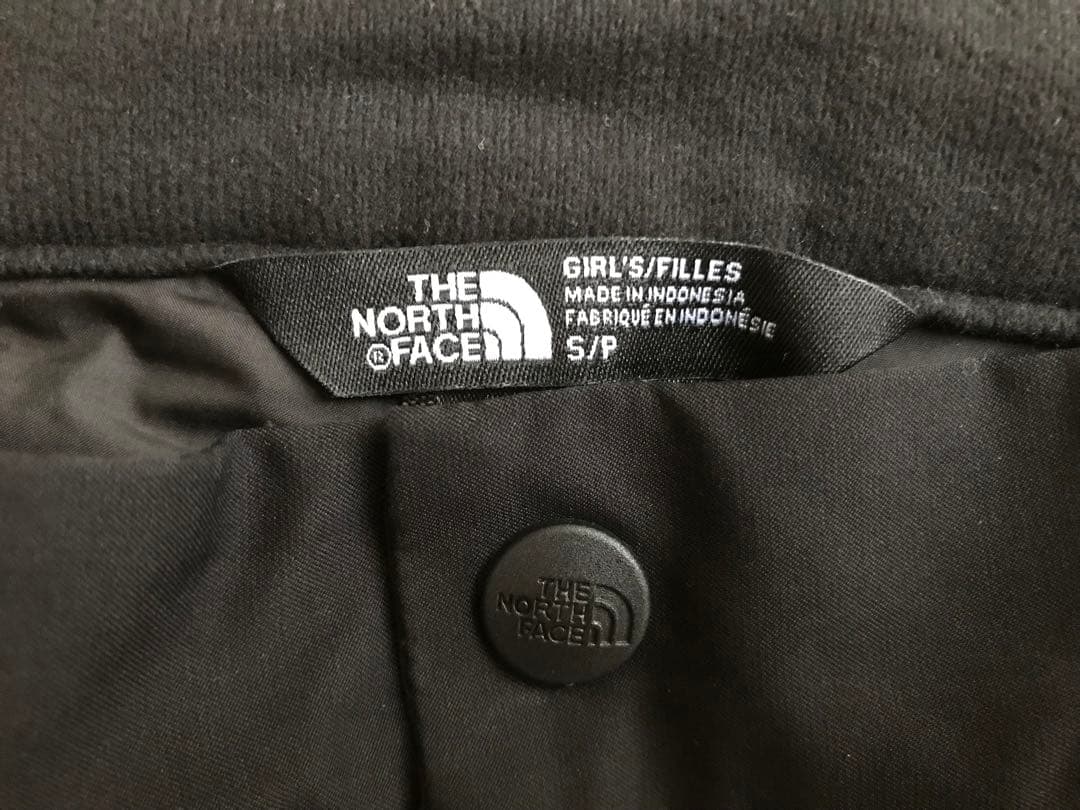 THE
NORTH
®FACE
GIRL'S/FILLES
MADE IN INDONESIA
FABRIQUÉ EN INDONÉSIE
S/P
THE
NORTH
FACE